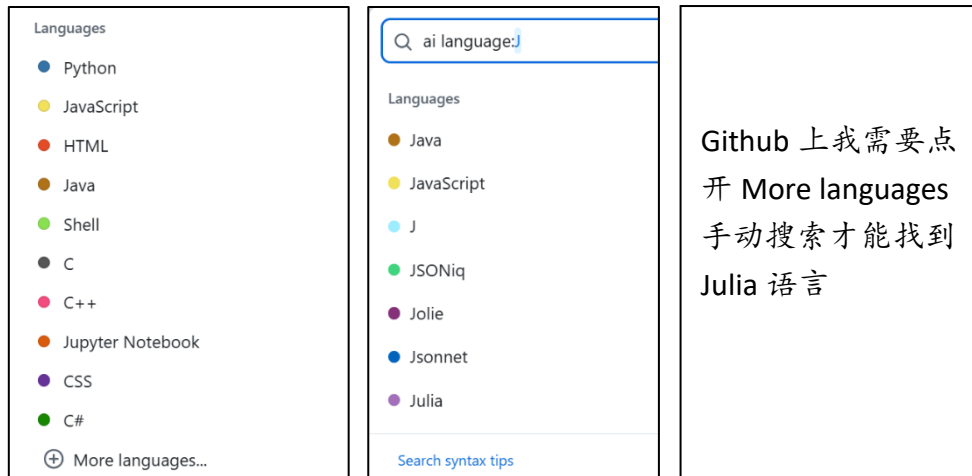 Languages
Python
JavaScript
HTML
Java
Shell
C
C++
Jupyter Notebook
CSS
C#
More languages...
ai language:J
Languages
Java
JavaScript
J
JSONiq
Jolie
Jsonnet
Julia
Search syntax tips
Github 上我需要点
开 More languages
手动搜索才能找到
Julia 语言